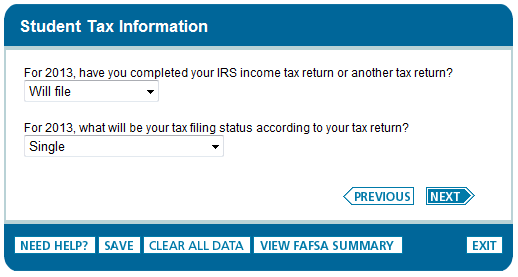 Student Tax Information
For 2013, have you completed your IRS income tax return or another tax return?
Will file
For 2013, what will be your tax filing status according to your tax return?
Single
PREVIOUS NEXT
NEED HELP? SAVE CLEAR ALL DATA VIEW FAFSA SUMMARY EXIT